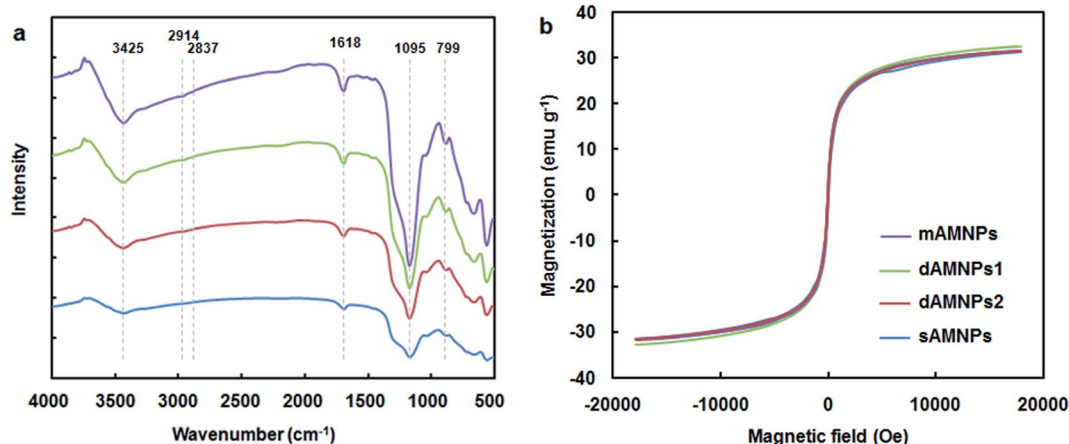 a
3425
2914
2837
1618
1095
799
Intensity
4000 3500 3000 2500 2000 1500 1000 500
Wavenumber (cm⁻¹)
b
40
30
20
10
0
-10
-20
-30
-40
Magnetization (emu g⁻¹)
mAMNPs
dAMNPs1
dAMNPs2
sAMNPs
-20000 -10000 0 10000 20000
Magnetic field (Oe)